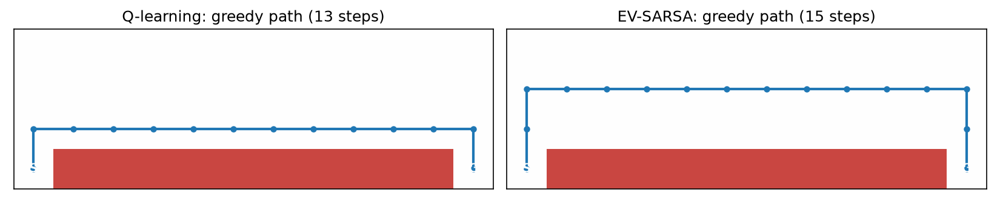 Q-learning: greedy path (13 steps)
EV-SARSA: greedy path (15 steps)
S
S